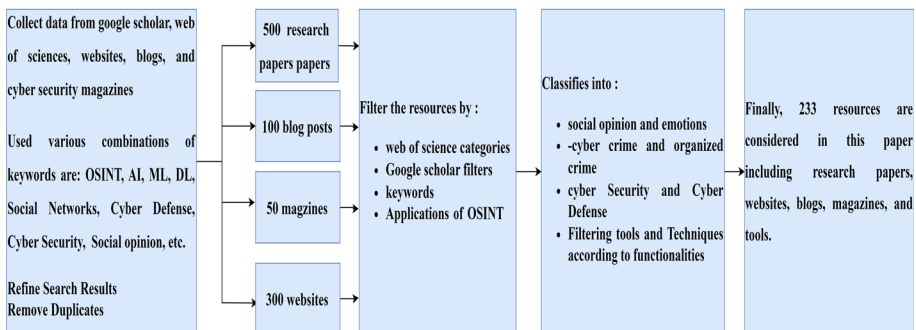 Collect data from google scholar, web
of sciences, websites, blogs, and
cyber security magazines
Used various combinations of
keywords are: OSINT, AI, ML, DL,
Social Networks, Cyber Defense,
Cyber Security, Social opinion, etc.
Refine Search Results
Remove Duplicates
500 research
papers papers
100 blog posts
50 magzines
300 websites
Filter the resources by :
• web of science categories
• Google scholar filters
• keywords
• Applications of OSINT
Classifies into :
• social opinion and emotions
• -cyber crime and organized
crime
• cyber Security and Cyber
Defense
• Filtering tools and Techniques
according to functionalities
Finally, 233 resources are
considered in this paper
including research papers,
websites, blogs, magazines, and
tools.